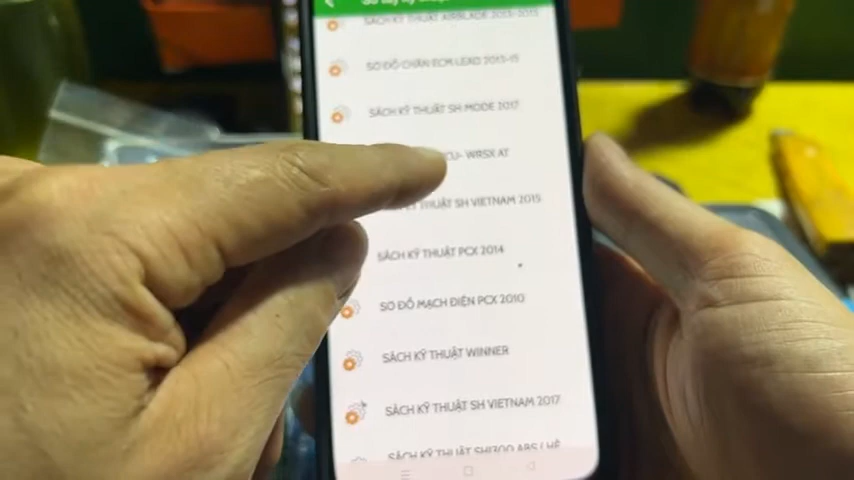 SÁCH KỸ THUẬT AIRBLADE 2013-2015
SƠ ĐỒ CHÂN ECM LEAD 2013-15
SÁCH KỸ THUẬT SH MODE 2017
CU- WRSX AT
THUẬT SH VIETNAM 2015
SÁCH KỸ THUẬT PCX 2014
SƠ ĐỒ MẠCH ĐIỆN PCX 2010
SÁCH KỸ THUẬT WINNER
SÁCH KỸ THUẬT SH VIETNAM 2017
SÁCH KỸ THUẬT SH300 ABS ( HỆ